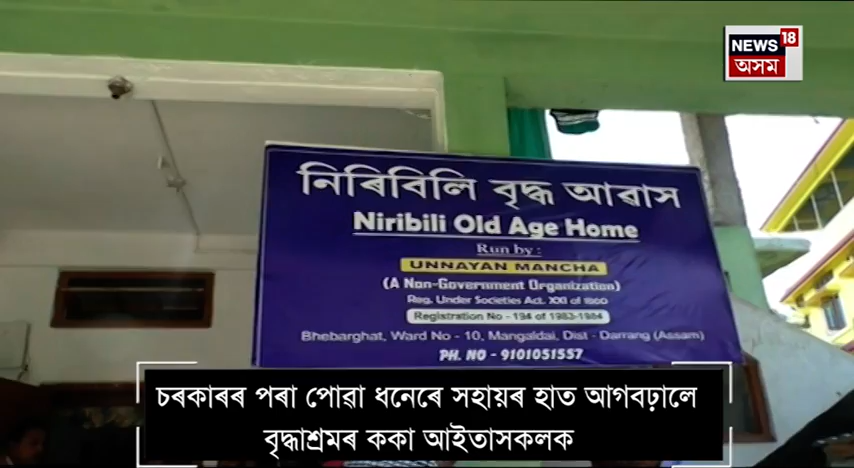 NEWS 18
অসম
নিৰিবিলি বৃদ্ধ আৱাস
Niribili Old Age Home
Run by :
UNNAYAN MANCHA
(A Non-Government Organization)
Reg. Under Societies Act. XXI of 1860
Registration No - 194 of 1983-1984
Bhebarghat, Ward No - 10, Mangaldai, Dist - Darrang (Assam)
PH. NO - 9101051557
চৰকাৰৰ পৰা পোৱা ধনেৰে সহায়ৰ হাত আগবঢ়ালে
বৃদ্ধাশ্ৰমৰ ককা আইতাসকলক